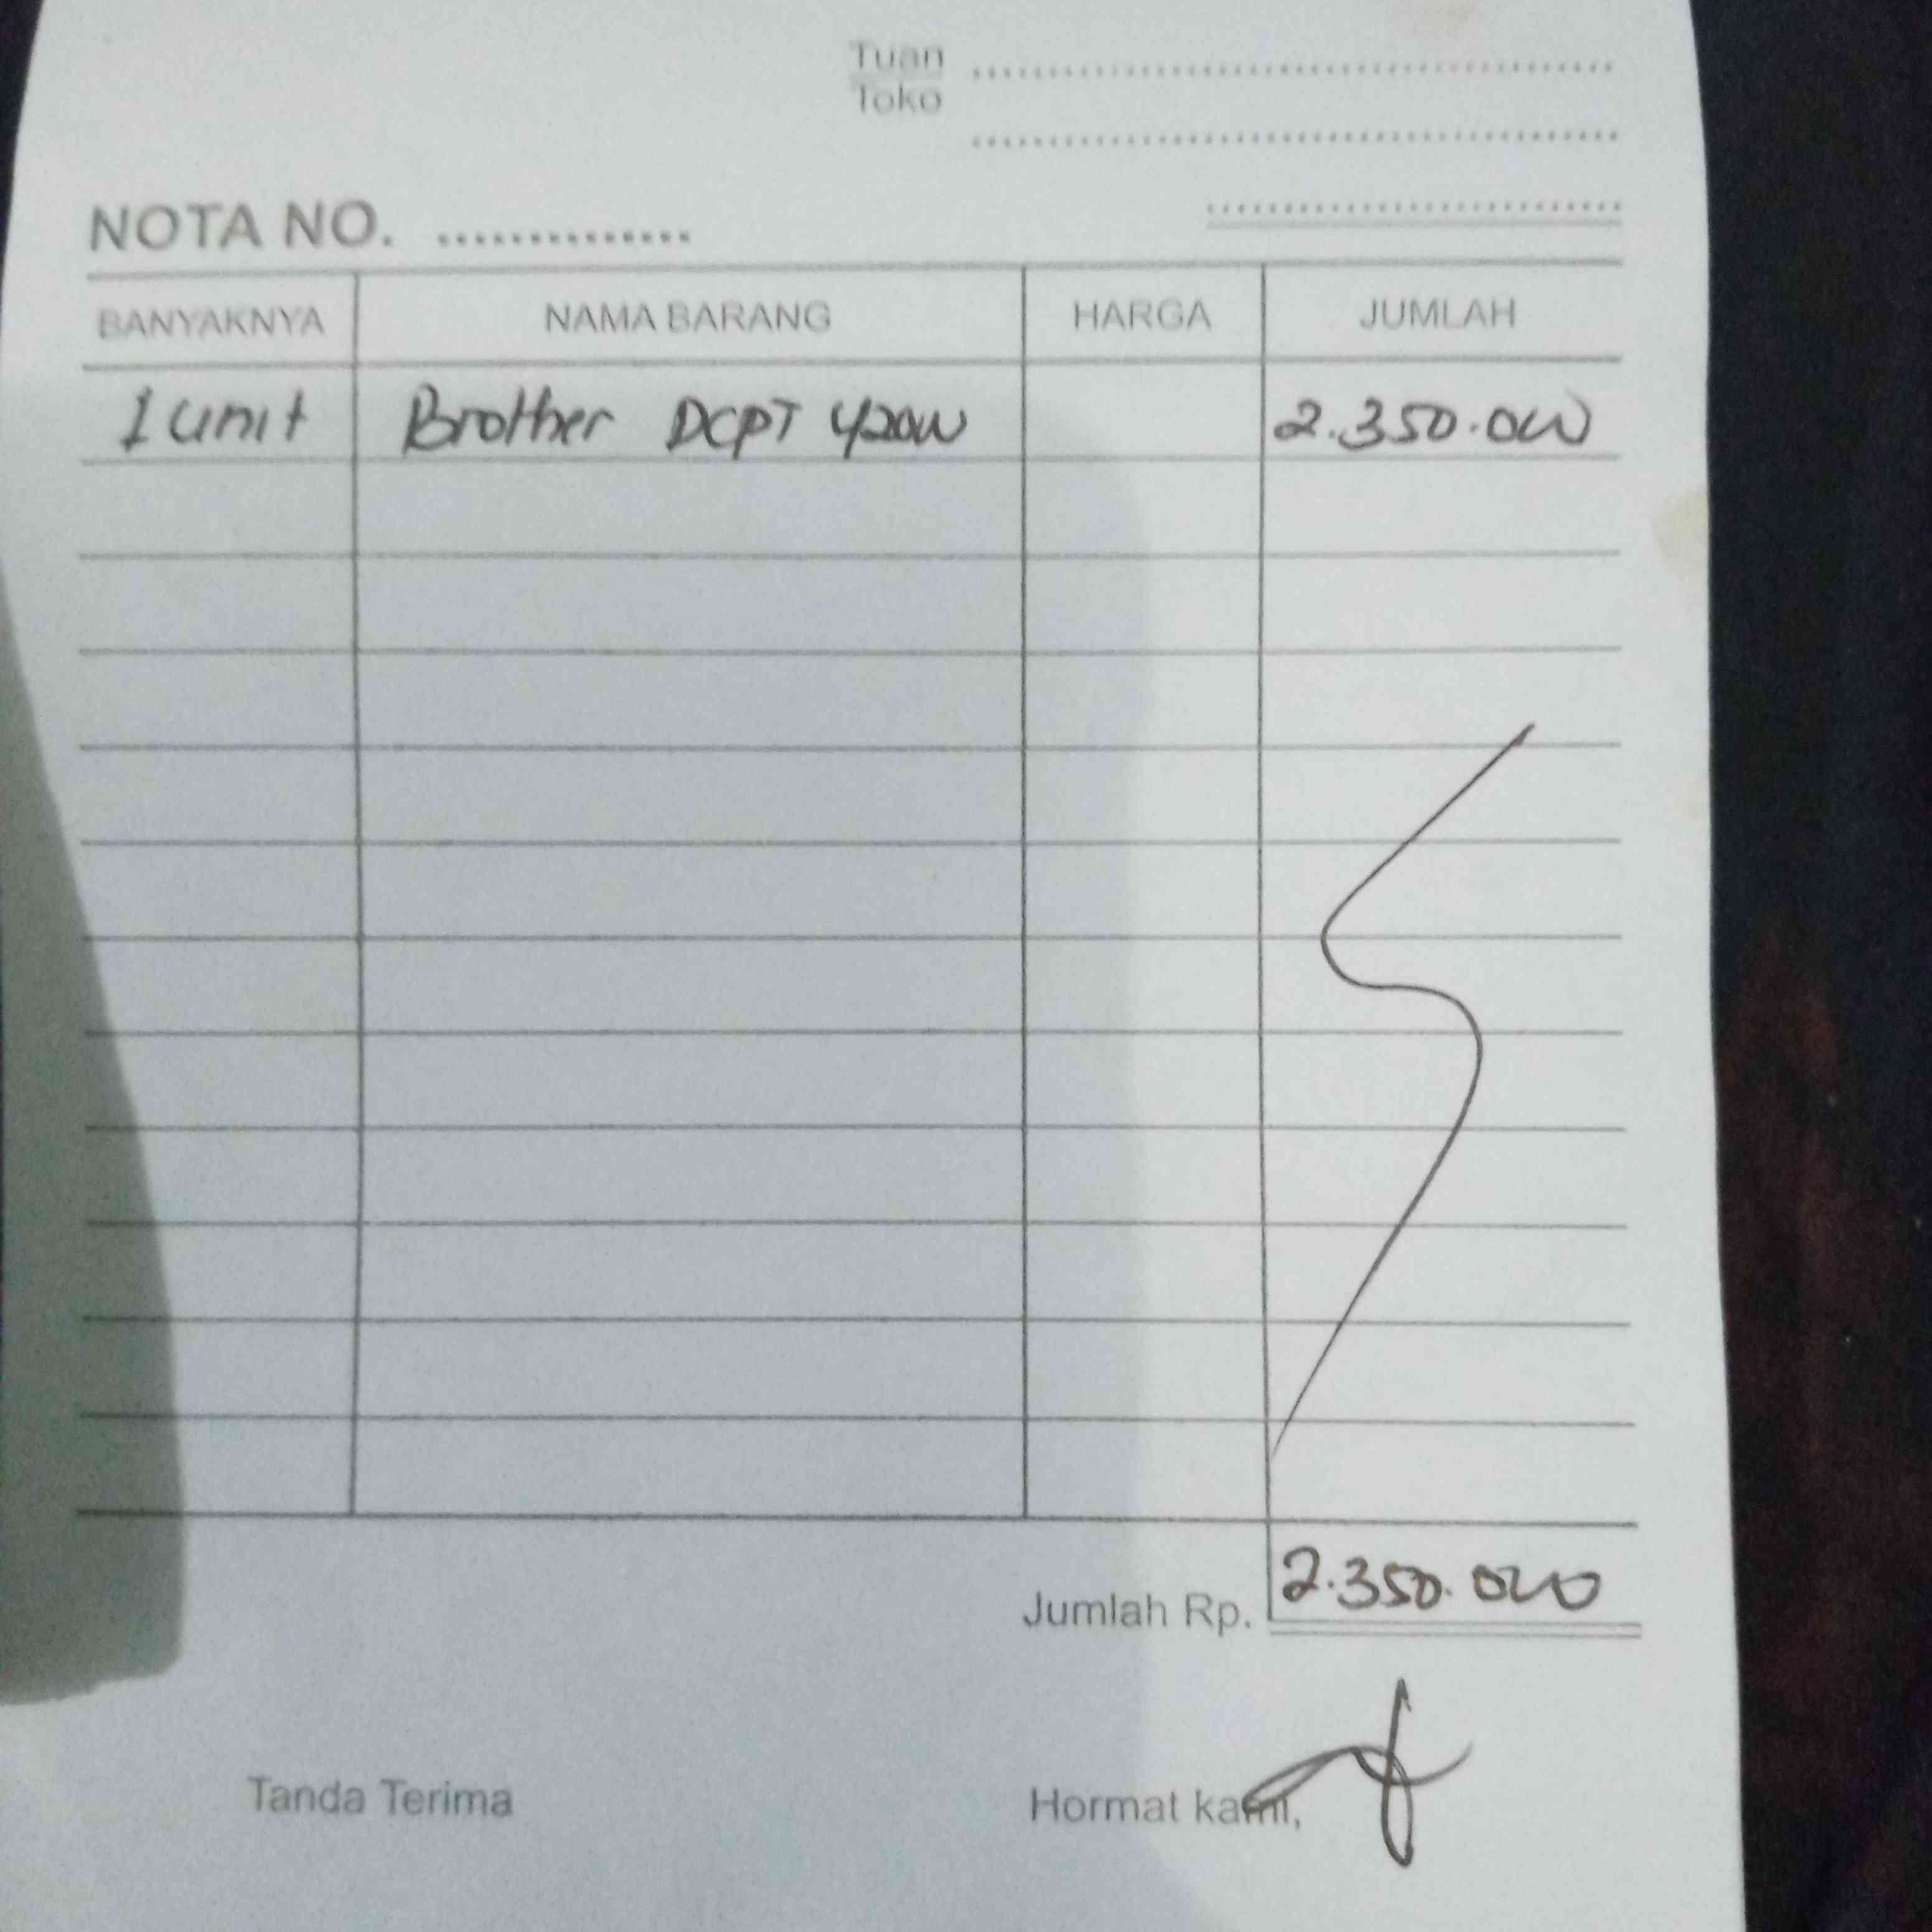 Tuan
Toko
NOTA NO. ..............
BANYAKNYA NAMA BARANG HARGA JUMLAH
1 unit Brother DCPT 420W 2.350.000
Jumlah Rp. 2.350.000
Tanda Terima Hormat kami,